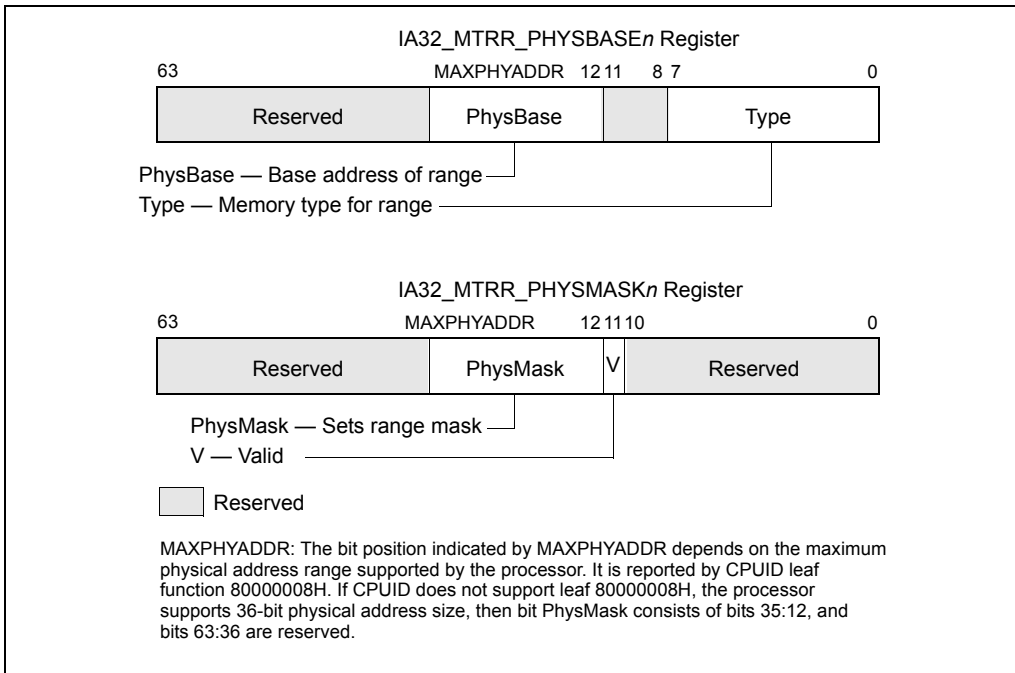 IA32_MTRR_PHYSBASEn Register
63 MAXPHYADDR 12 11 8 7 0
Reserved PhysBase Type
PhysBase — Base address of range
Type — Memory type for range
IA32_MTRR_PHYSMASKn Register
63 MAXPHYADDR 12 11 10 0
Reserved PhysMask V Reserved
PhysMask — Sets range mask
V — Valid
Reserved
MAXPHYADDR: The bit position indicated by MAXPHYADDR depends on the maximum
physical address range supported by the processor. It is reported by CPUID leaf
function 80000008H. If CPUID does not support leaf 80000008H, the processor
supports 36-bit physical address size, then bit PhysMask consists of bits 35:12, and
bits 63:36 are reserved.